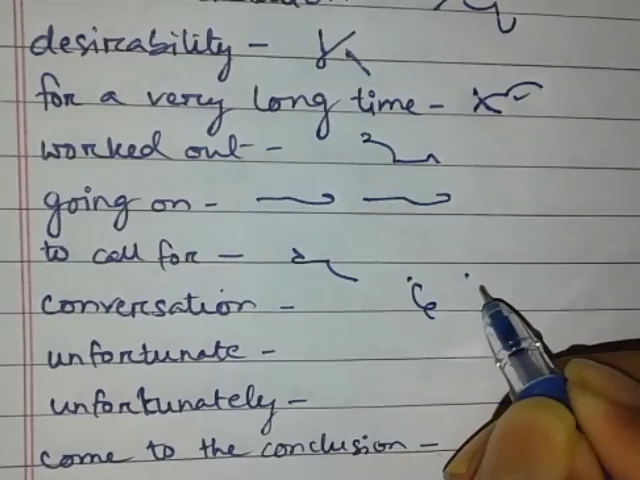 desirability -
for a very long time -
worked out -
going on -
to call for -
conversation -
unfortunate -
unfortunately -
come to the conclusion -